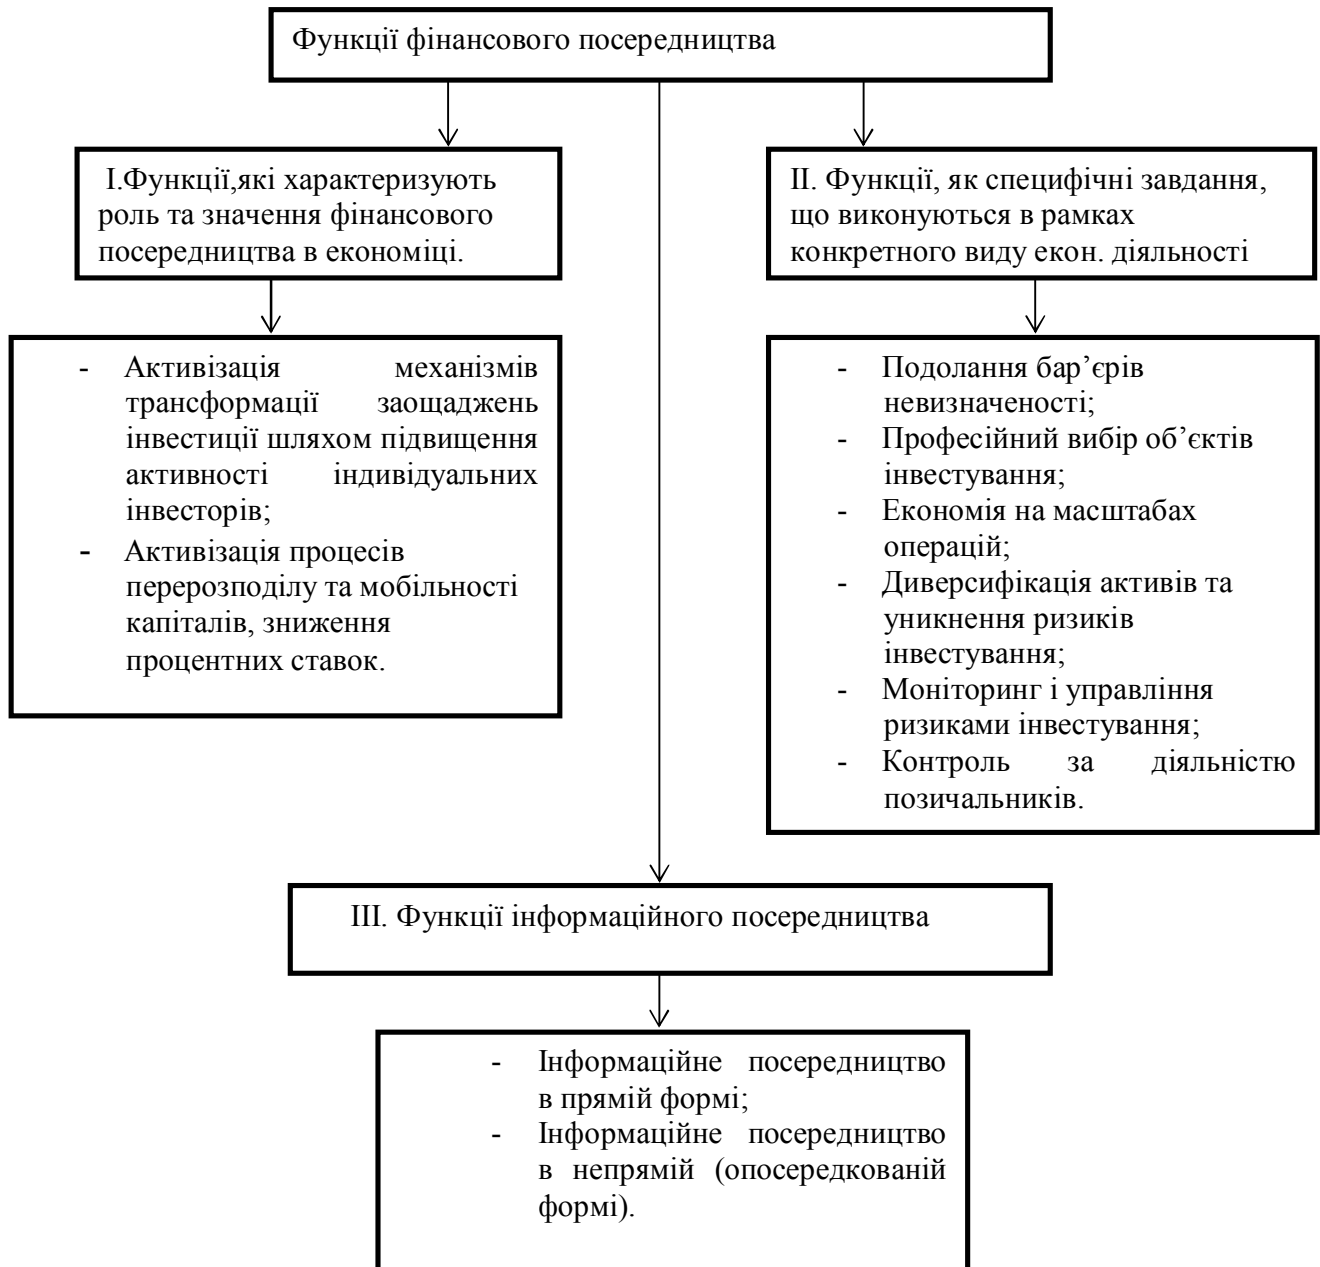 Функції фінансового посередництва
I.Функції,які характеризують
роль та значення фінансового
посередництва в економіці.
II. Функції, як специфічні завдання,
що виконуються в рамках
конкретного виду екон. діяльності
- Активізація механізмів
трансформації заощаджень
інвестиції шляхом підвищення
активності індивідуальних
інвесторів;
- Активізація процесів
перерозподілу та мобільності
капіталів, зниження
процентних ставок.
- Подолання бар’єрів
невизначеності;
- Професійний вибір об’єктів
інвестування;
- Економія на масштабах
операцій;
- Диверсифікація активів та
уникнення ризиків
інвестування;
- Моніторинг і управління
ризиками інвестування;
- Контроль за діяльністю
позичальників.
III. Функції інформаційного посередництва
- Інформаційне посередництво
в прямій формі;
- Інформаційне посередництво
в непрямій (опосередкованій
формі).